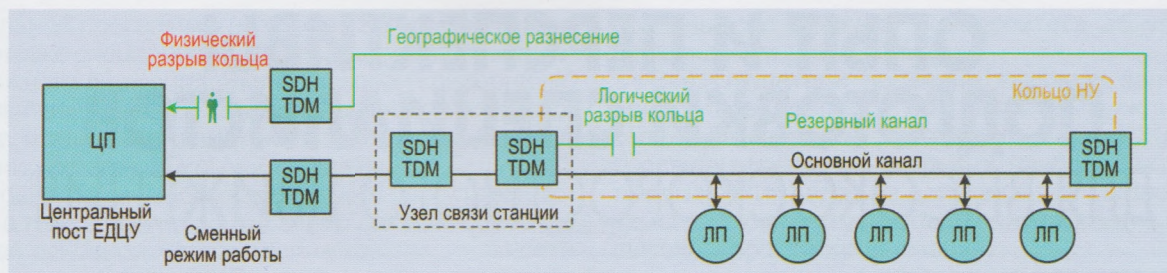 Физический
разрыв кольца
Географическое разнесение
SDH
TDM
Логический
разрыв кольца
Кольцо НУ
Резервный канал
ЦП
SDH
TDM
SDH
TDM
SDH
TDM
Основной канал
SDH
TDM
Центральный
пост ЕДЦУ
Сменный
режим работы
Узел связи станции
ЛП
ЛП
ЛП
ЛП
ЛП